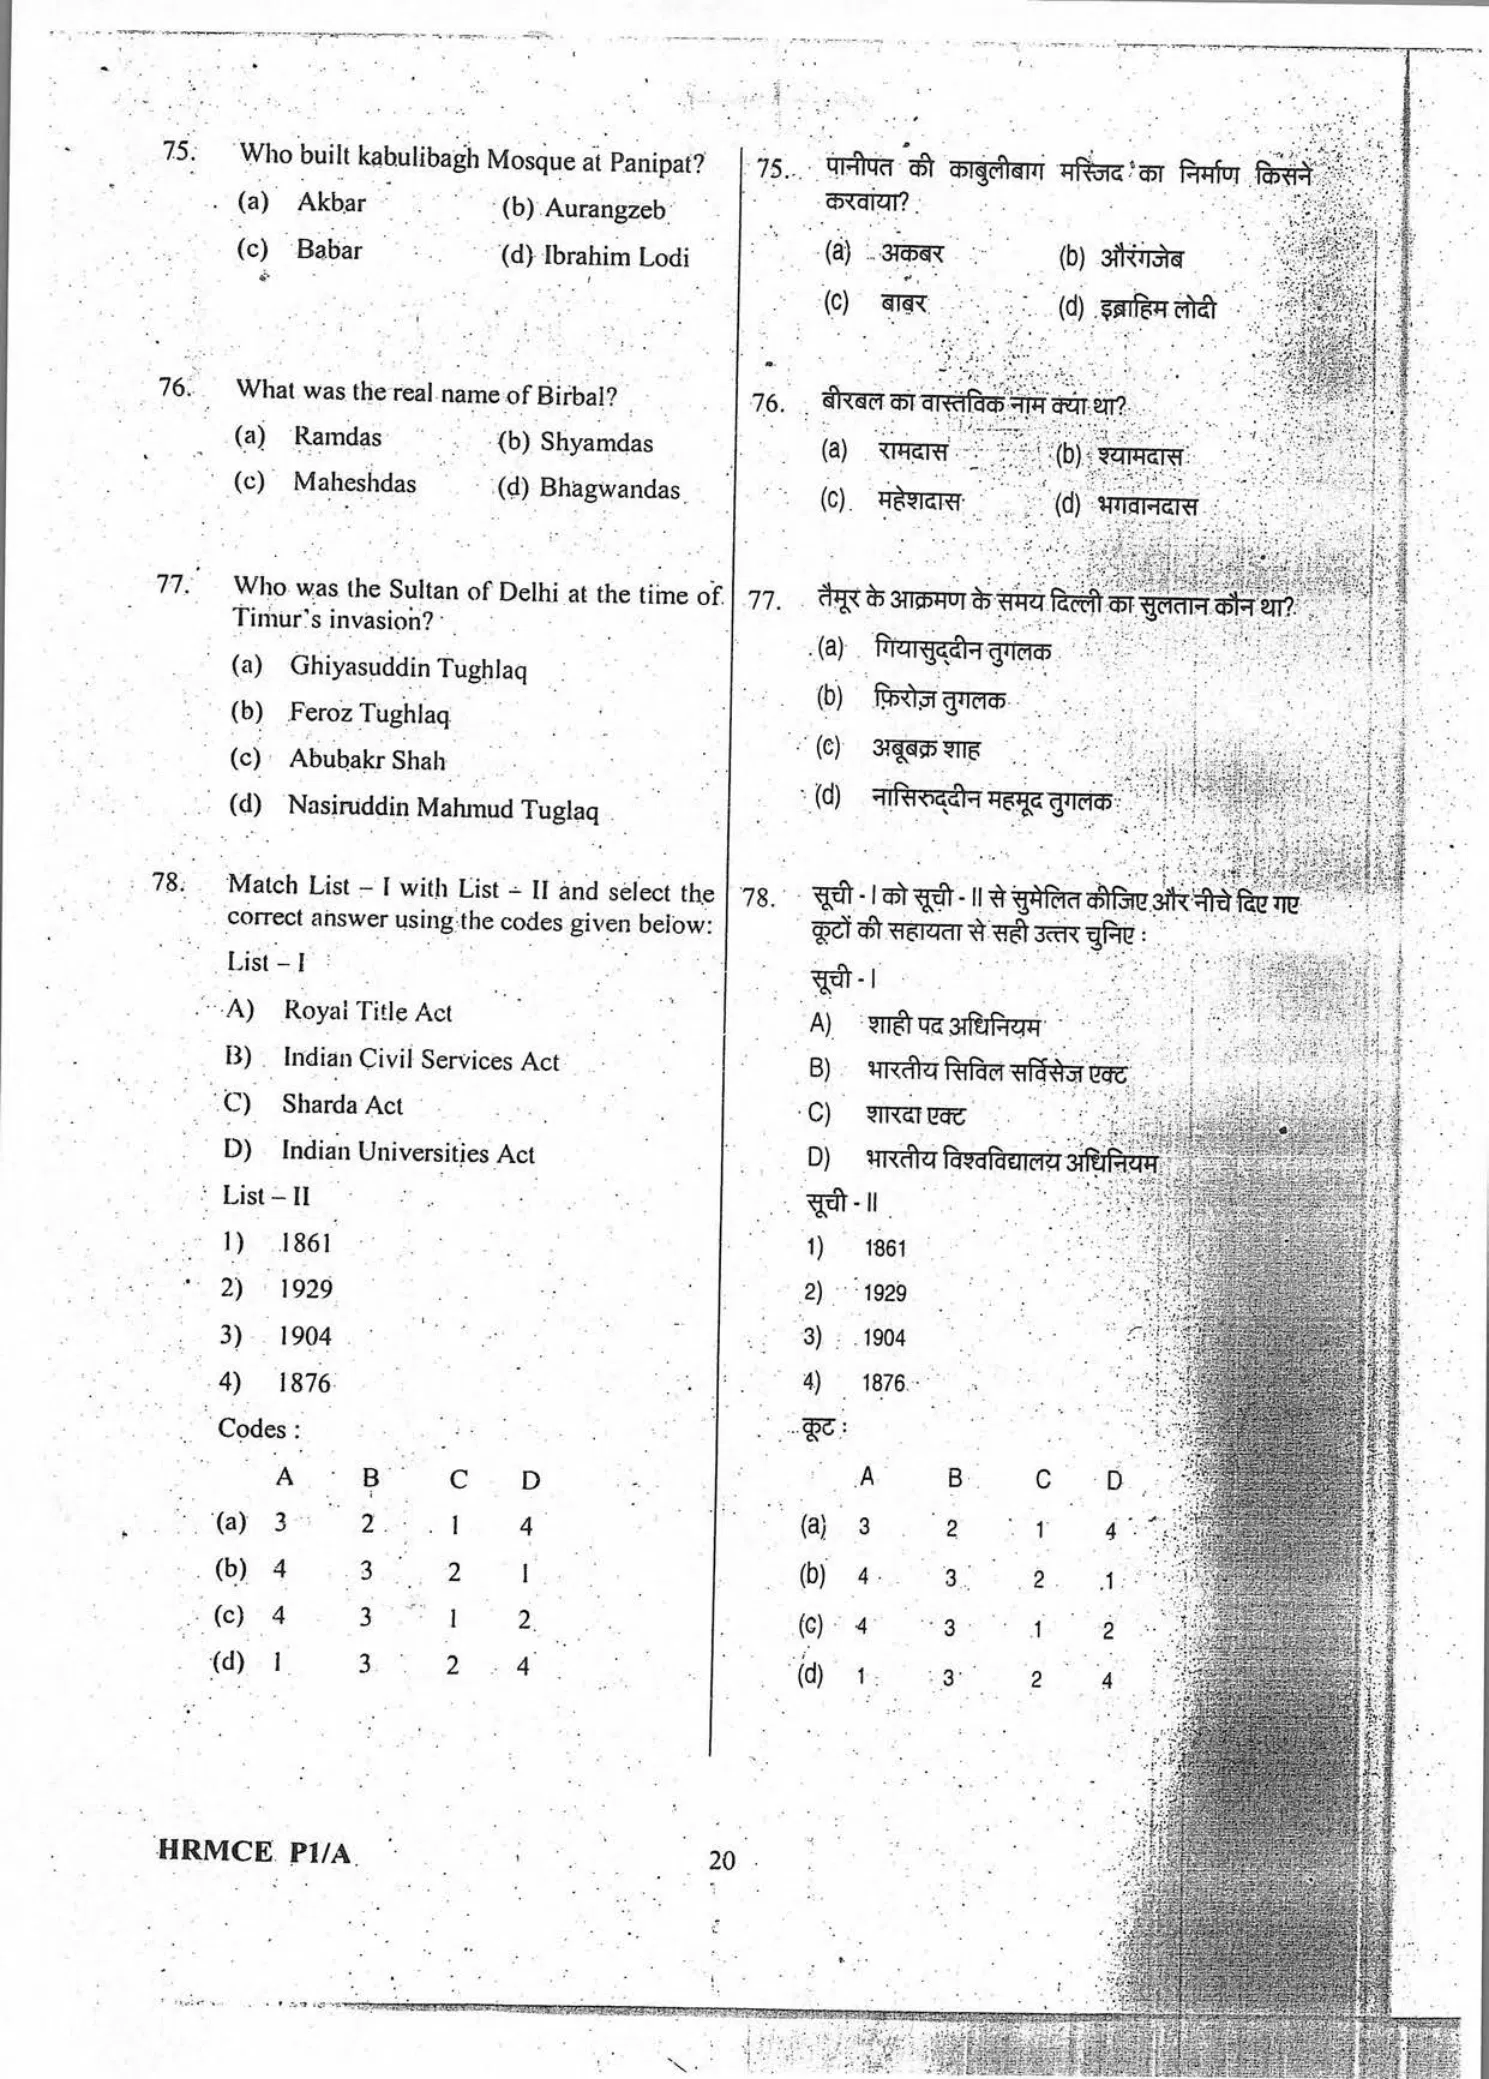 75. Who built kabulibagh Mosque at Panipat?
(a) Akbar (b) Aurangzeb
(c) Babar (d) Ibrahim Lodi
76. What was the real name of Birbal?
(a) Ramdas (b) Shyamdas
(c) Maheshdas (d) Bhagwandas
77. Who was the Sultan of Delhi at the time of
Timur's invasion?
(a) Ghiyasuddin Tughlaq
(b) Feroz Tughlaq
(c) Abubakr Shah
(d) Nasiruddin Mahmud Tuglaq
78. Match List – I with List – II and select the
correct answer using the codes given below:
List – I
A) Royal Title Act
B) Indian Civil Services Act
C) Sharda Act
D) Indian Universities Act
List – II
1) 1861
2) 1929
3) 1904
4) 1876
Codes :
A B C D
(a) 3 2 1 4
(b) 4 3 2 1
(c) 4 3 1 2
(d) 1 3 2 4
75. पानीपत की काबुलीबाग मस्जिद का निर्माण किसने
करवाया?
(a) अकबर (b) औरंगजेब
(c) बाबर (d) इब्राहिम लोदी
76. बीरबल का वास्तविक नाम क्या था?
(a) रामदास (b) श्यामदास
(c) महेशदास (d) भगवानदास
77. तैमूर के आक्रमण के समय दिल्ली का सुलतान कौन था?
(a) गियासुद्दीन तुगलक
(b) फ़िरोज़ तुगलक
(c) अबूबक्र शाह
(d) नासिरुद्दीन महमूद तुगलक
78. सूची - I को सूची - II से सुमेलित कीजिए और नीचे दिए गए
कूटों की सहायता से सही उत्तर चुनिए :
सूची - I
A) शाही पद अधिनियम
B) भारतीय सिविल सर्विसेज़ एक्ट
C) शारदा एक्ट
D) भारतीय विश्वविद्यालय अधिनियम
सूची - II
1) 1861
2) 1929
3) 1904
4) 1876
कूट :
A B C D
(a) 3 2 1 4
(b) 4 3 2 1
(c) 4 3 1 2
(d) 1 3 2 4
HRMCE P1/A
20